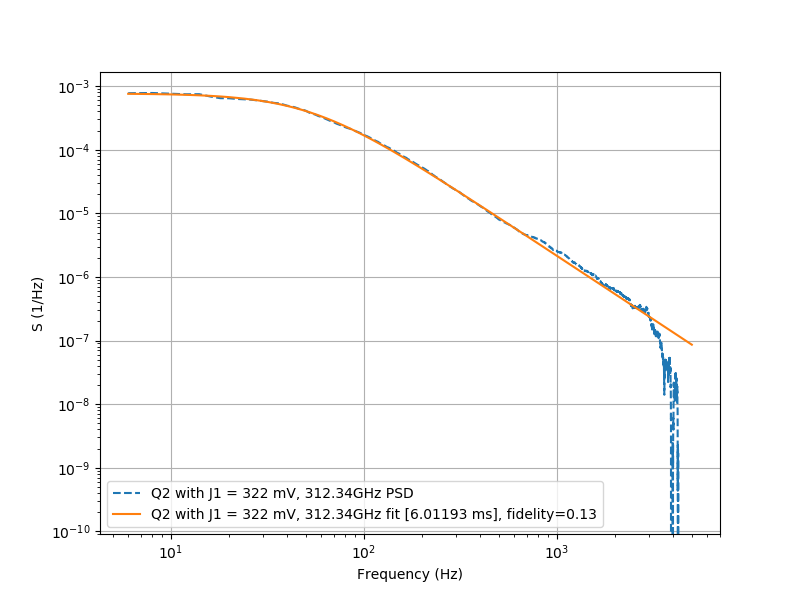 10⁻³
10⁻⁴
10⁻⁵
10⁻⁶
10⁻⁷
10⁻⁸
10⁻⁹
10⁻¹⁰
S (1/Hz)
Q2 with J1 = 322 mV, 312.34GHz PSD
Q2 with J1 = 322 mV, 312.34GHz fit [6.01193 ms], fidelity=0.13
10¹ 10² 10³
Frequency (Hz)